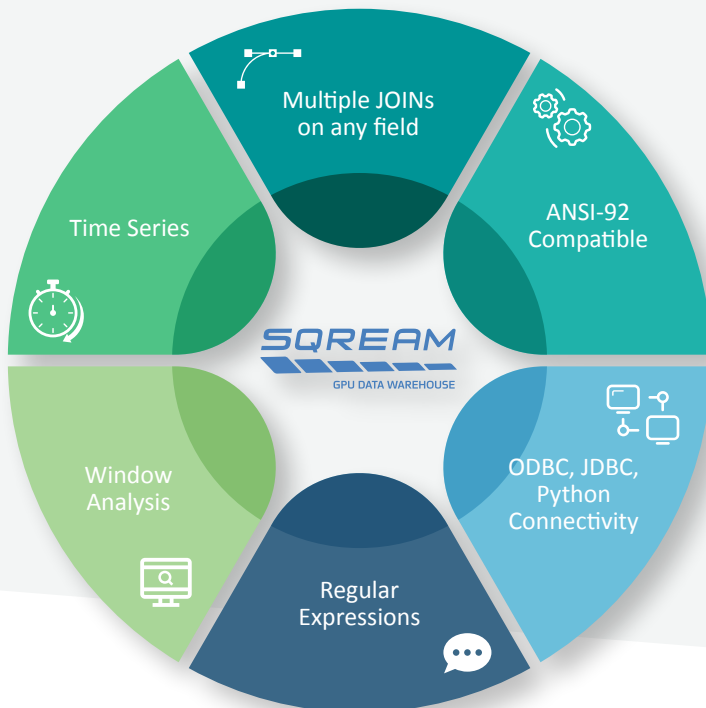 Multiple JOINs
on any field
ANSI-92
Compatible
ODBC, JDBC,
Python
Connectivity
Regular
Expressions
Window
Analysis
Time Series
SQREAM
GPU DATA WAREHOUSE